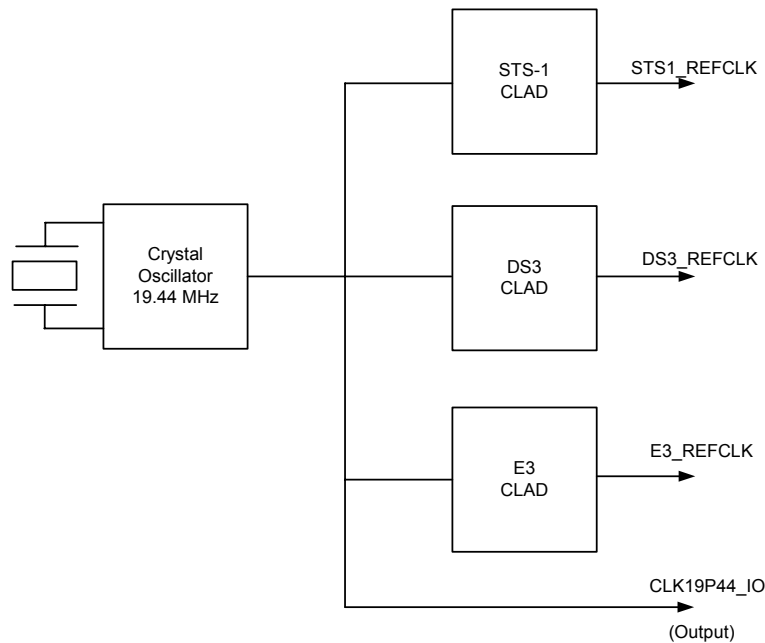 STS-1
CLAD
STS1_REFCLK
Crystal
Oscillator
19.44 MHz
DS3
CLAD
DS3_REFCLK
E3
CLAD
E3_REFCLK
CLK19P44_IO
(Output)